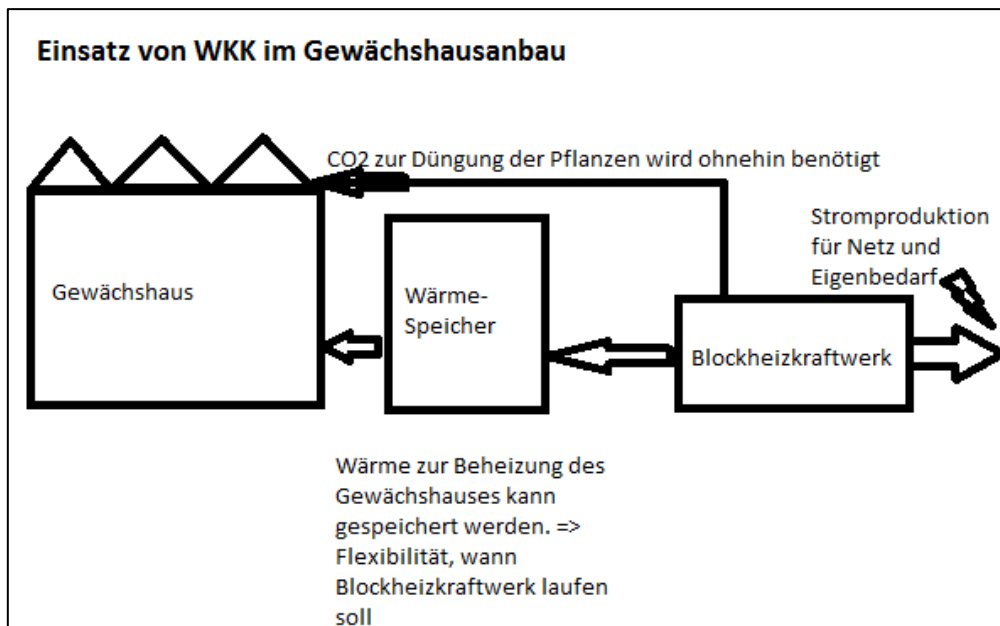 Einsatz von WKK im Gewächshausanbau
CO2 zur Düngung der Pflanzen wird ohnehin benötigt
Stromproduktion
für Netz und
Eigenbedarf
Gewächshaus
Wärme-
Speicher
Blockheizkraftwerk
Wärme zur Beheizung des
Gewächshauses kann
gespeichert werden. =>
Flexibilität, wann
Blockheizkraftwerk laufen
soll